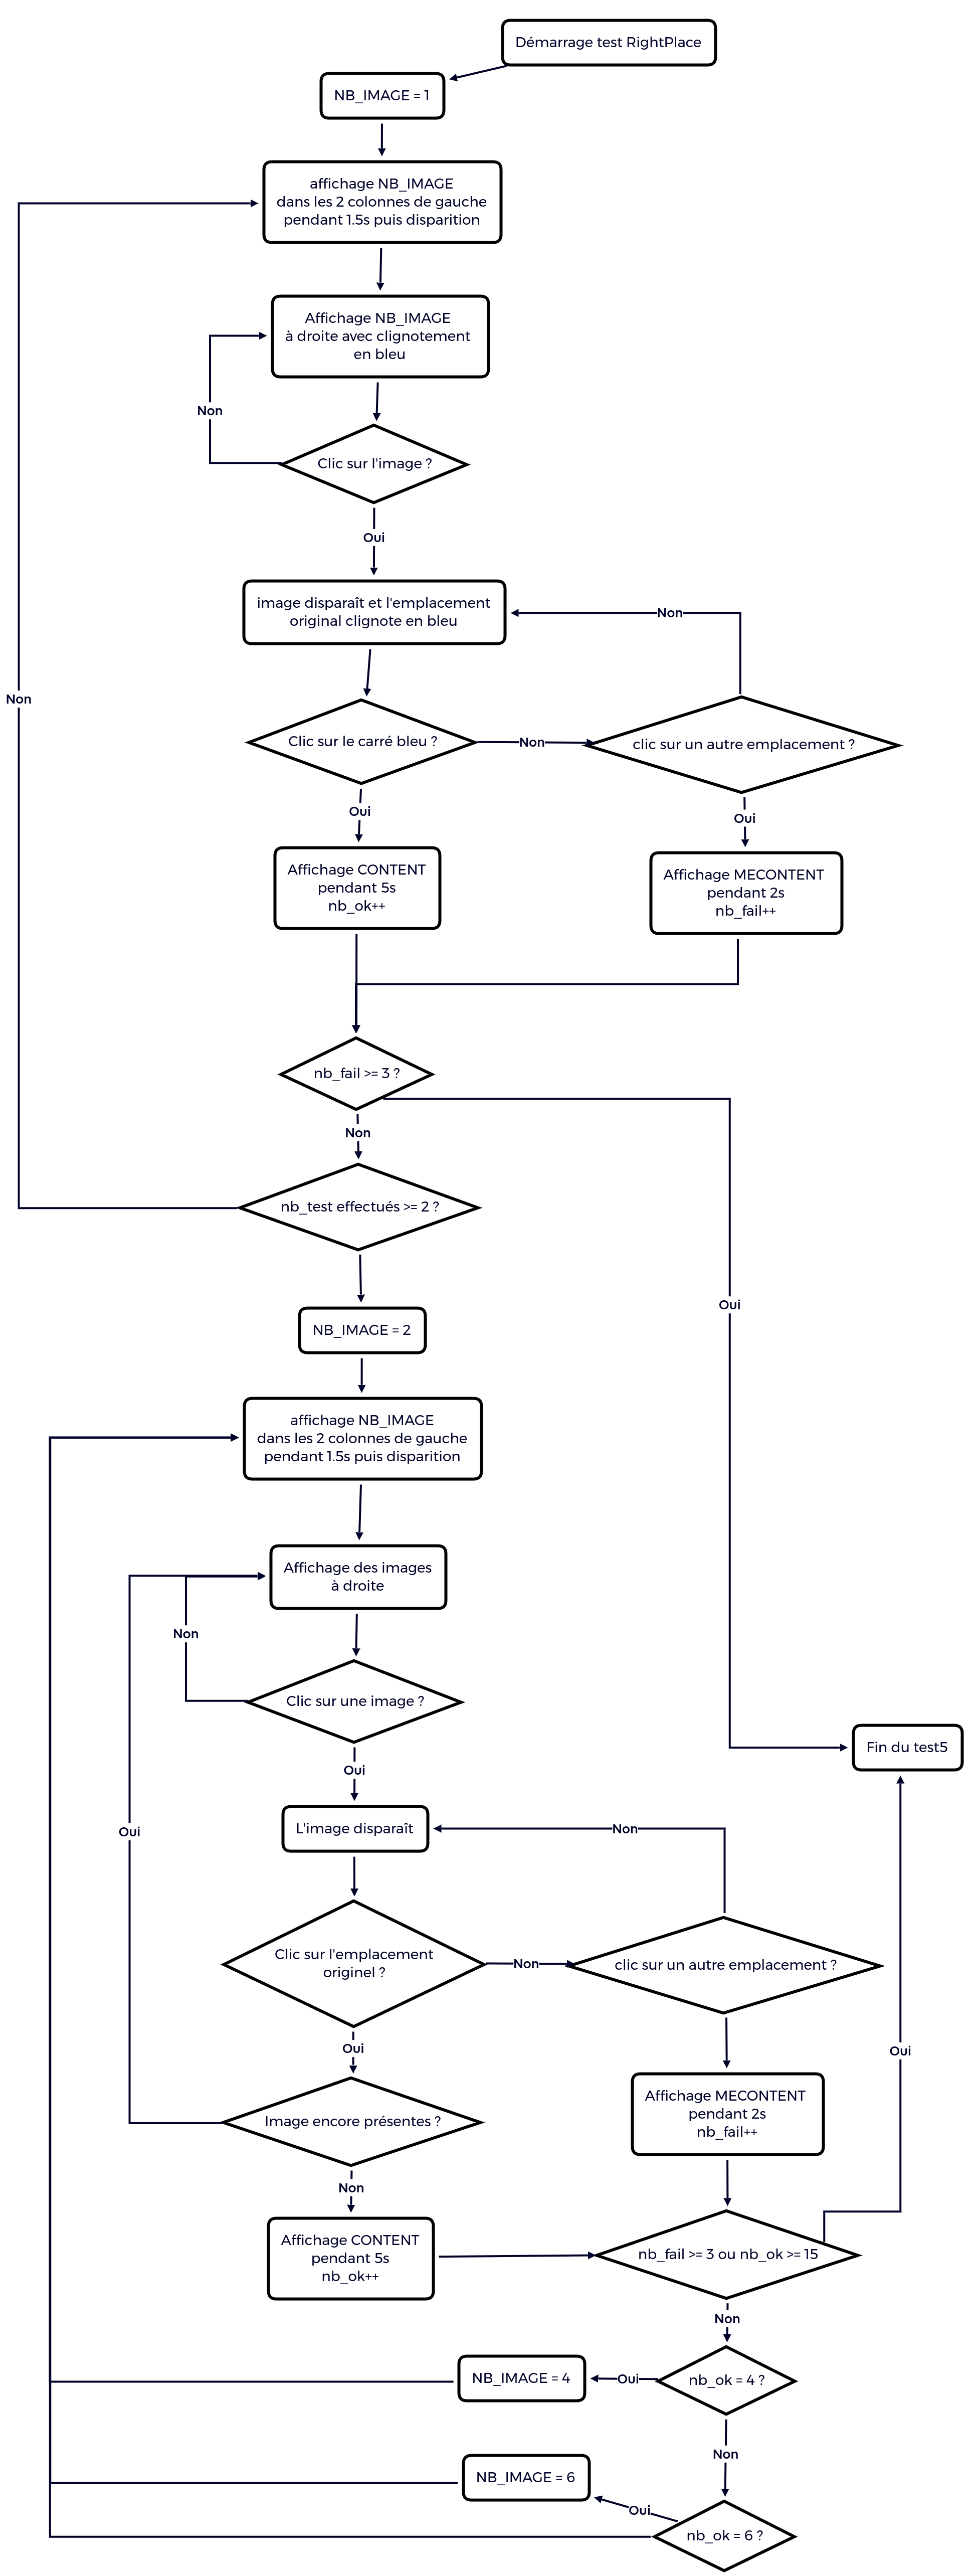 Démarrage test RightPlace
NB_IMAGE = 1
affichage NB_IMAGE
dans les 2 colonnes de gauche
pendant 1.5s puis disparition
Affichage NB_IMAGE
à droite avec clignotement
en bleu
Non
Clic sur l'image ?
Oui
image disparaît et l'emplacement
original clignote en bleu
Non
Non
Clic sur le carré bleu ?
Non
clic sur un autre emplacement ?
Oui
Oui
Affichage CONTENT
pendant 5s
nb_ok++
Affichage MECONTENT
pendant 2s
nb_fail++
nb_fail >= 3 ?
Non
nb_test effectués >= 2 ?
Oui
NB_IMAGE = 2
affichage NB_IMAGE
dans les 2 colonnes de gauche
pendant 1.5s puis disparition
Affichage des images
à droite
Non
Clic sur une image ?
Fin du test5
Oui
Oui
L'image disparaît
Non
Clic sur l'emplacement
originel ?
Non
clic sur un autre emplacement ?
Oui
Oui
Image encore présentes ?
Affichage MECONTENT
pendant 2s
nb_fail++
Non
Affichage CONTENT
pendant 5s
nb_ok++
nb_fail >= 3 ou nb_ok >= 15
Non
NB_IMAGE = 4
Oui
nb_ok = 4 ?
Non
NB_IMAGE = 6
Oui
nb_ok = 6 ?